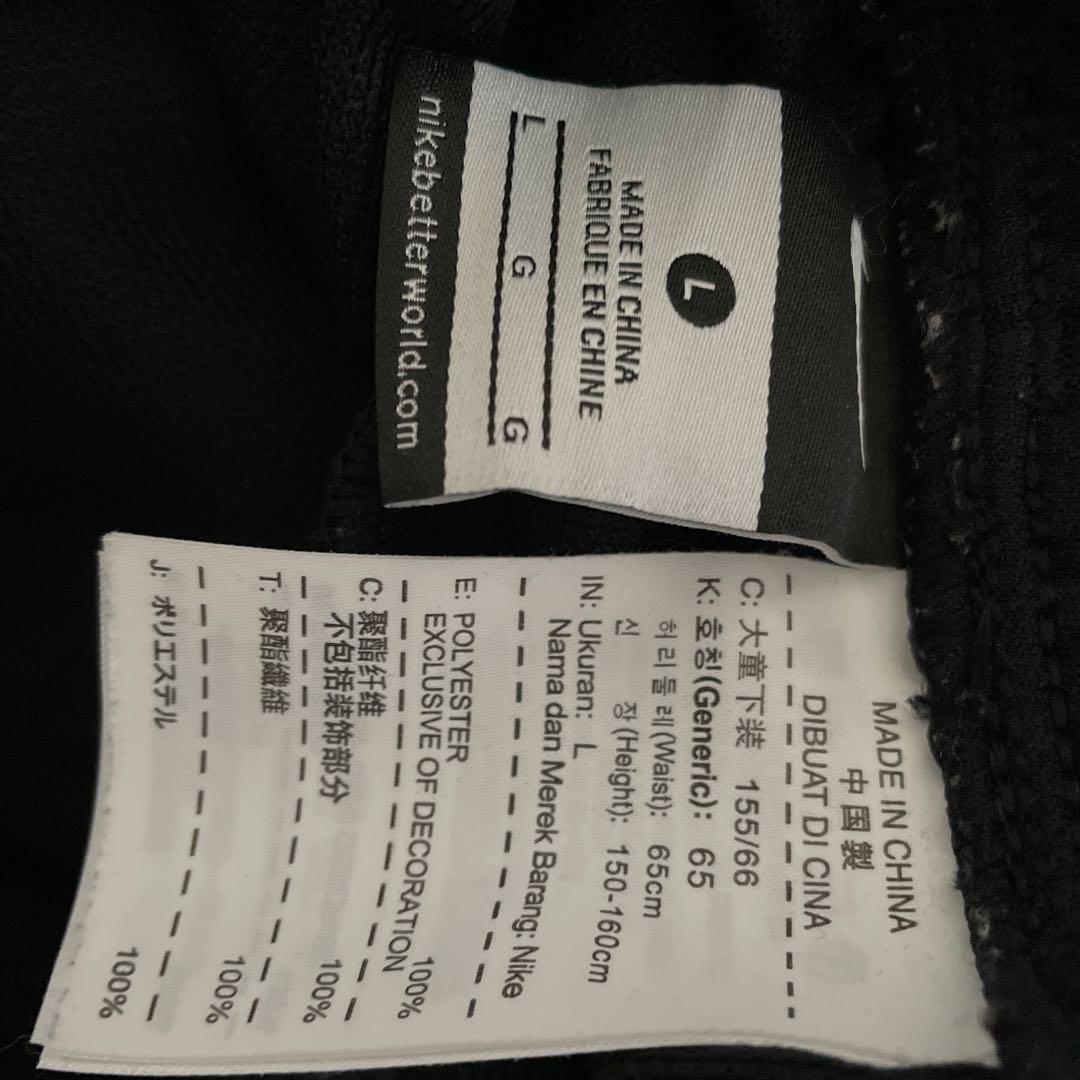 L
MADE IN CHINA
FABRIQUE EN CHINE
L G G
nikebetterworld.com
MADE IN CHINA
中国製
DIBUAT DI CINA
C: 大童下装 155/66
K: 호칭(Generic): 65
허리둘레(Waist): 65cm
신 장(Height): 150-160cm
IN: Ukuran: L
Nama dan Merek Barang: Nike
E: POLYESTER 100%
EXCLUSIVE OF DECORATION
C: 聚酯纤维 100%
不包括装饰部分
T: 聚酯纖維 100%
J: ポリエステル 100%